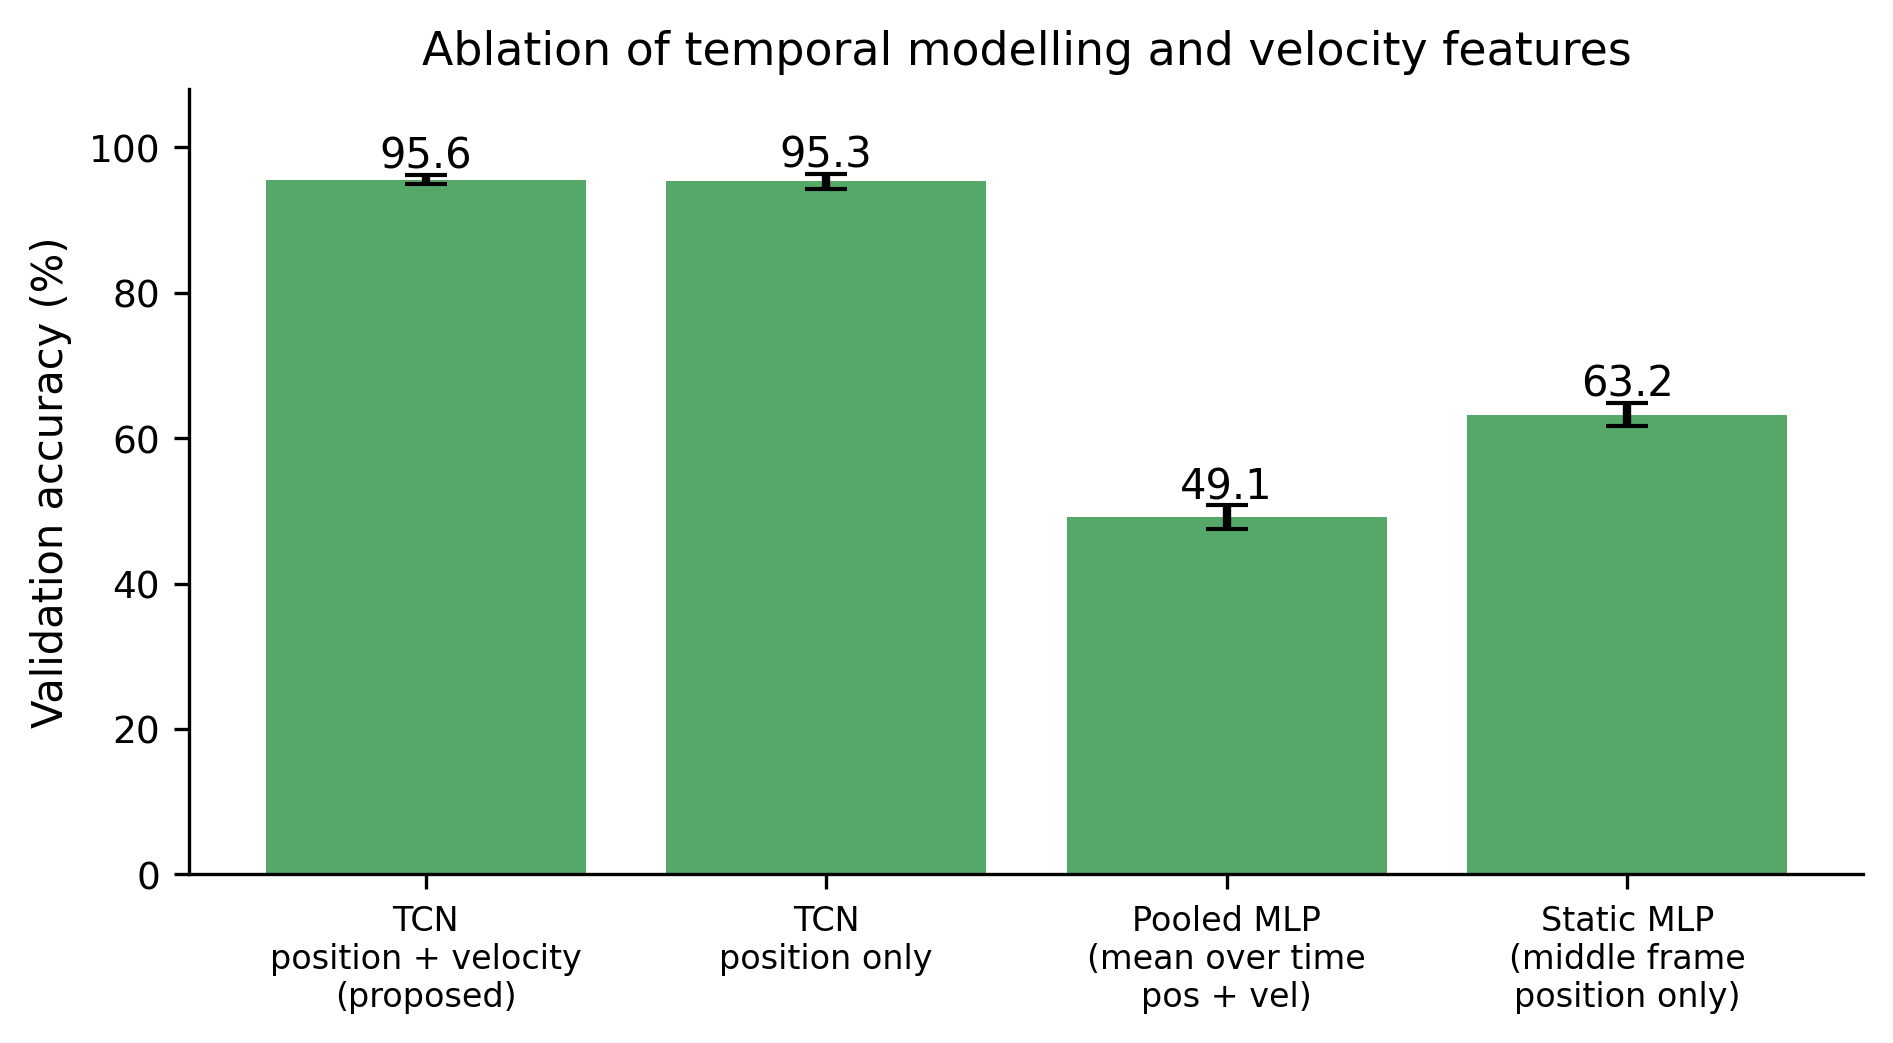 Ablation of temporal modelling and velocity features
Validation accuracy (%)
100
80
60
40
20
0
95.6
95.3
49.1
63.2
TCN
position + velocity
(proposed)
TCN
position only
Pooled MLP
(mean over time
pos + vel)
Static MLP
(middle frame
position only)